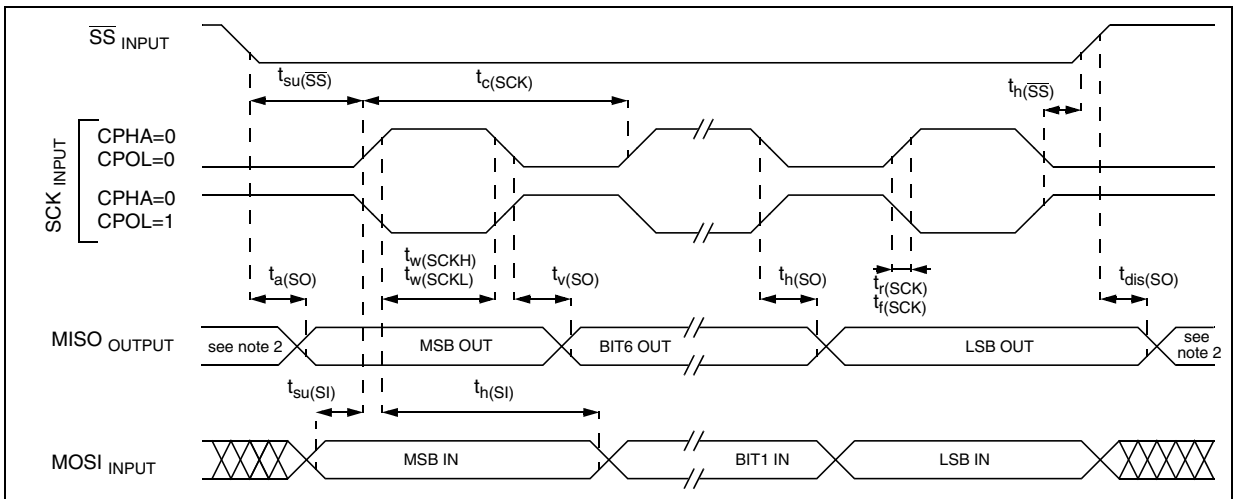 SS INPUT
tsu(SS)
tc(SCK)
th(SS)
SCK INPUT
CPHA=0
CPOL=0
CPHA=0
CPOL=1
ta(SO)
tw(SCKH)
tw(SCKL)
tv(SO)
th(SO)
tr(SCK)
tf(SCK)
tdis(SO)
MISO OUTPUT
see note 2
MSB OUT
BIT6 OUT
LSB OUT
see
note 2
tsu(SI)
th(SI)
MOSI INPUT
MSB IN
BIT1 IN
LSB IN